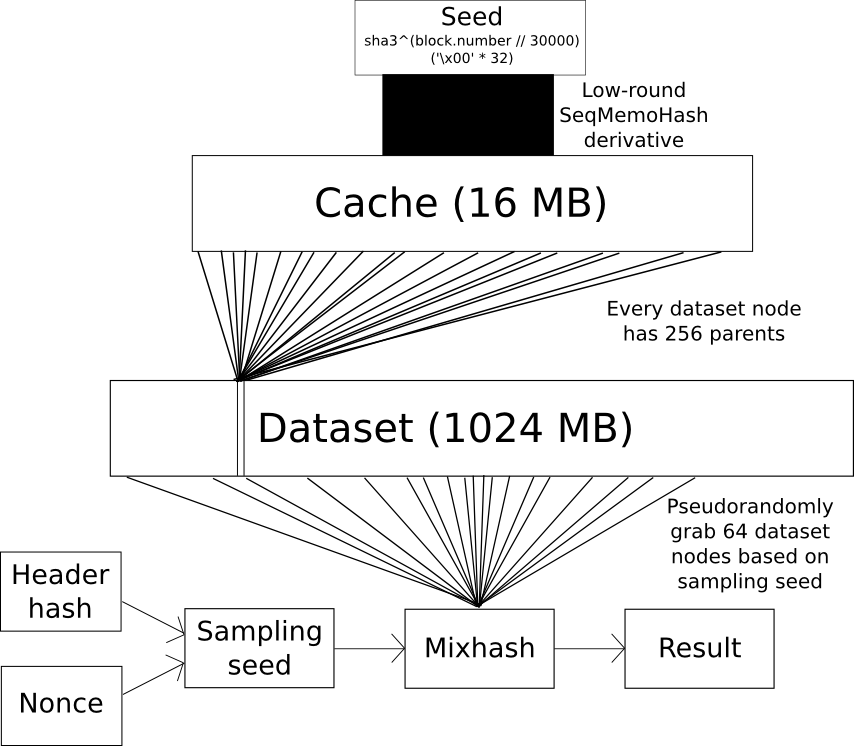 Seed
sha3^(block.number // 30000)
('\x00' * 32)
Low-round
SeqMemoHash
derivative
Cache (16 MB)
Every dataset node
has 256 parents
Dataset (1024 MB)
Pseudorandomly
grab 64 dataset
nodes based on
sampling seed
Header
hash
Sampling
seed
Mixhash
Result
Nonce